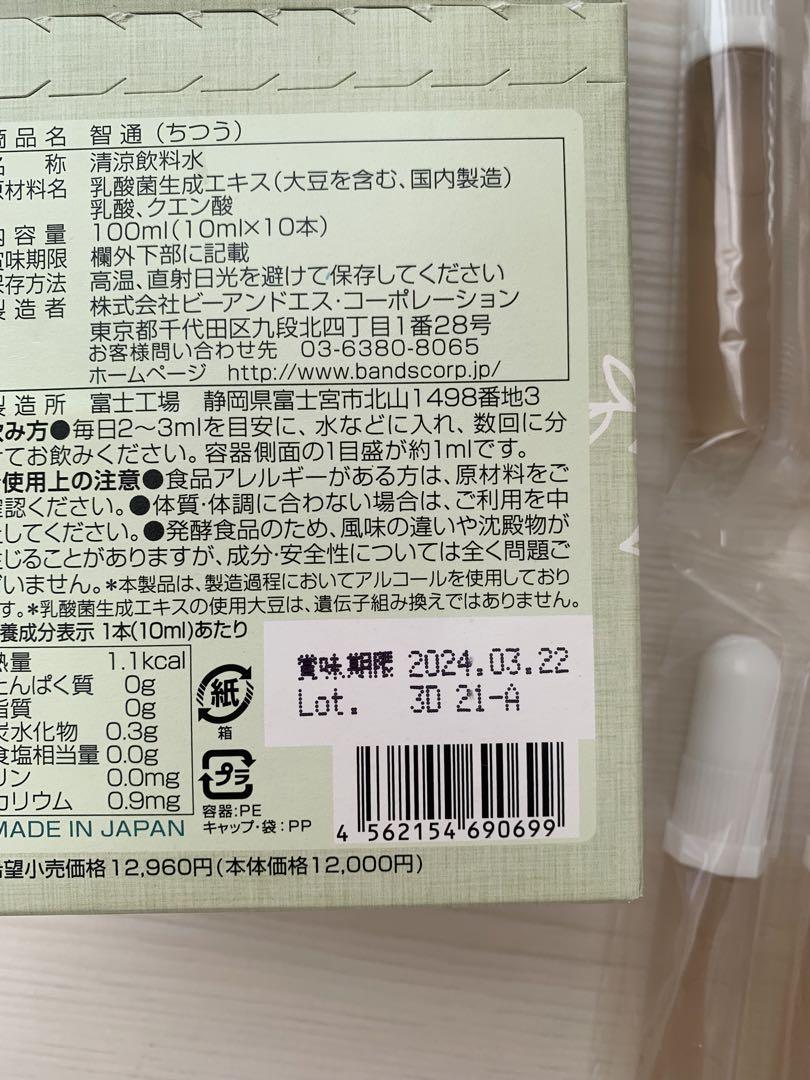 商品名 智通（ちつう）
名 称 清涼飲料水
原材料名 乳酸菌生成エキス（大豆を含む、国内製造）
乳酸、クエン酸
内容量 100ml（10ml×10本）
賞味期限 欄外下部に記載
保存方法 高温、直射日光を避けて保存してください
製造者 株式会社ビーアンドエス・コーポレーション
東京都千代田区九段北四丁目1番28号
お客様問い合わせ先 03-6380-8065
ホームページ http://www.bandscorp.jp/
製造所 富士工場 静岡県富士宮市北山1498番地3
飲み方●毎日2〜3mlを目安に、水などに入れ、数回に分
けてお飲みください。容器側面の1目盛が約1mlです。
使用上の注意●食品アレルギーがある方は、原材料をご
確認ください。●体質・体調に合わない場合は、ご利用を中
止してください。●発酵食品のため、風味の違いや沈殿物が
生じることがありますが、成分・安全性については全く問題ご
ざいません。*本製品は、製造過程においてアルコールを使用しており
ます。*乳酸菌生成エキスの使用大豆は、遺伝子組み換えではありません。
栄養成分表示 1本(10ml)あたり
熱量 1.1kcal
たんぱく質 0g
脂質 0g
炭水化物 0.3g
食塩相当量 0.0g
リン 0.0mg
カリウム 0.9mg
MADE IN JAPAN
紙
箱
プラ
容器:PE
キャップ・袋:PP
賞味期限 2024.03.22
Lot. 3D 21-A
4 562154 690699
希望小売価格12,960円（本体価格12,000円）